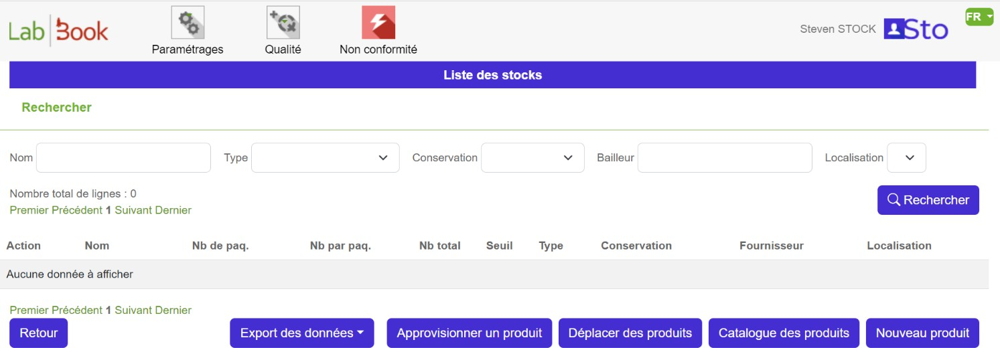 Lab Book
Paramétrages Qualité Non conformité
Steven STOCK Sto
FR
Liste des stocks
Rechercher
Nom Type Conservation Bailleur Localisation
Nombre total de lignes : 0
Premier Précédent 1 Suivant Dernier
Rechercher
Action Nom Nb de paq. Nb par paq. Nb total Seuil Type Conservation Fournisseur Localisation
Aucune donnée à afficher
Premier Précédent 1 Suivant Dernier
Retour Export des données Approvisionner un produit Déplacer des produits Catalogue des produits Nouveau produit